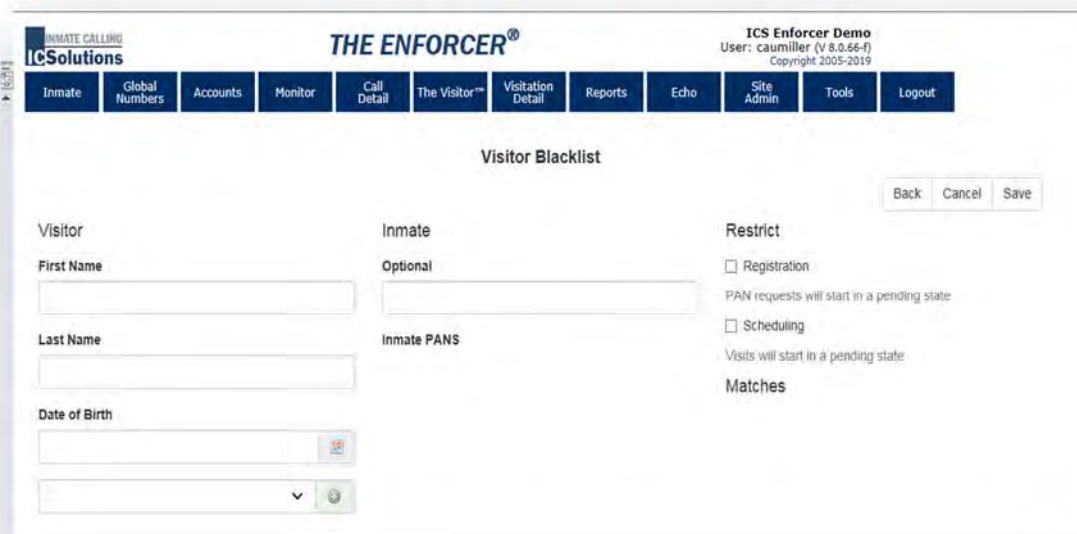 INMATE CALLING
ICSolutions
THE ENFORCER®
ICS Enforcer Demo
User: caumiller (V 8.0.66-f)
Copyright 2005-2019
Inmate
Global
Numbers
Accounts
Monitor
Call
Detail
The Visitor™
Visitation
Detail
Reports
Echo
Site
Admin
Tools
Logout
Visitor Blacklist
Back Cancel Save
Visitor
First Name
Last Name
Date of Birth
Inmate
Optional
Inmate PANS
Restrict
Registration
PAN requests will start in a pending state
Scheduling
Visits will start in a pending state
Matches